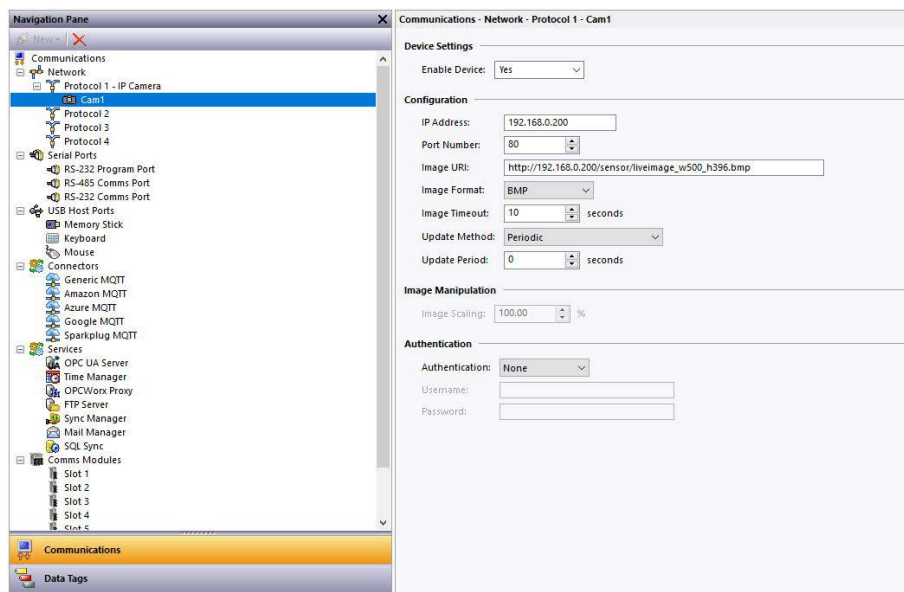 Navigation Pane
New
Communications
Network
Protocol 1 - IP Camera
Cam1
Protocol 2
Protocol 3
Protocol 4
Serial Ports
RS-232 Program Port
RS-485 Comms Port
RS-232 Comms Port
USB Host Ports
Memory Stick
Keyboard
Mouse
Connectors
Generic MQTT
Amazon MQTT
Azure MQTT
Google MQTT
Sparkplug MQTT
Services
OPC UA Server
Time Manager
OPCWorx Proxy
FTP Server
Sync Manager
Mail Manager
SQL Sync
Comms Modules
Slot 1
Slot 2
Slot 3
Slot 4
Slot 5
Communications
Data Tags
Communications - Network - Protocol 1 - Cam1
Device Settings
Enable Device: Yes
Configuration
IP Address: 192.168.0.200
Port Number: 80
Image URI: http://192.168.0.200/sensor/liveimage_w500_h396.bmp
Image Format: BMP
Image Timeout: 10 seconds
Update Method: Periodic
Update Period: 0 seconds
Image Manipulation
Image Scaling: 100.00 %
Authentication
Authentication: None
Username:
Password: